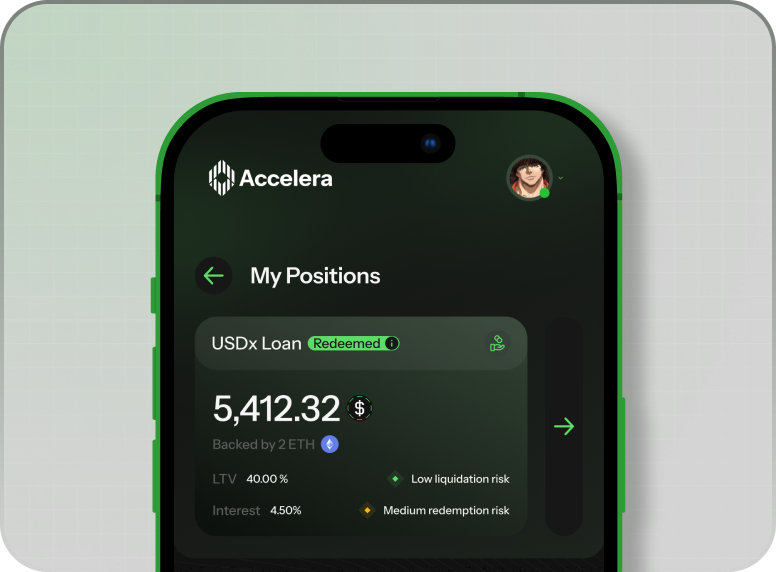 Accelera
My Positions
USDx Loan Redeemed i
5,412.32 $
Backed by 2 ETH
LTV 40.00 % Low liquidation risk
Interest 4.50% Medium redemption risk